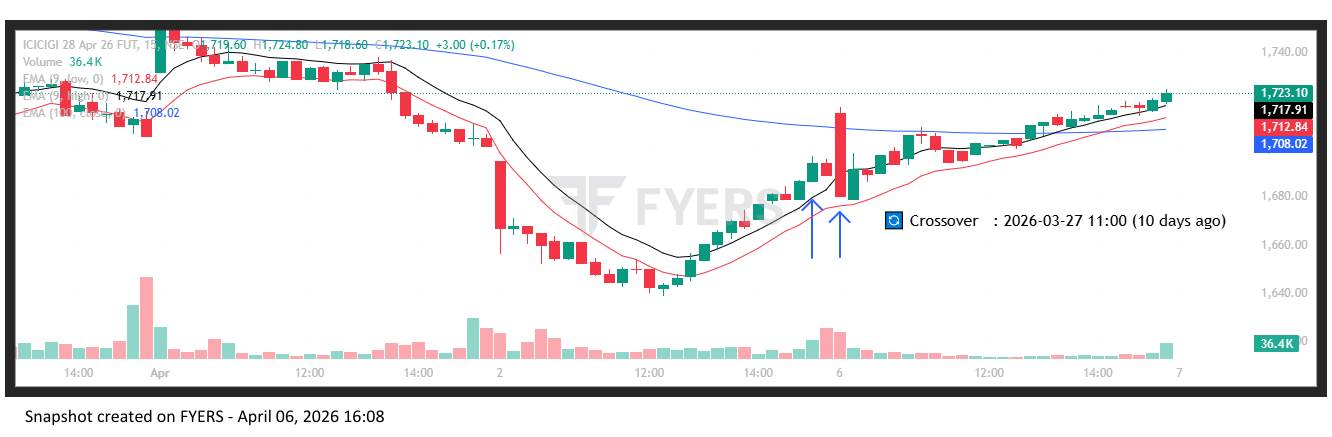 ICICIGI 28 Apr 26 FUT, 15, NSE, O1,719.60 H1,724.80 L1,718.60 C1,723.10 +3.00 (+0.17%)
Volume 36.4K
EMA (9, low, 0) 1,712.84
EMA (9, high, 0) 1,717.91
EMA (100, close, 0) 1,708.02
1,740.00
1,723.10
1,717.91
1,712.84
1,708.02
1,680.00
1,660.00
1,640.00
36.4K
FYERS
Crossover : 2026-03-27 11:00 (10 days ago)
14:00 Apr 12:00 14:00 2 12:00 14:00 6 12:00 14:00 7
Snapshot created on FYERS - April 06, 2026 16:08